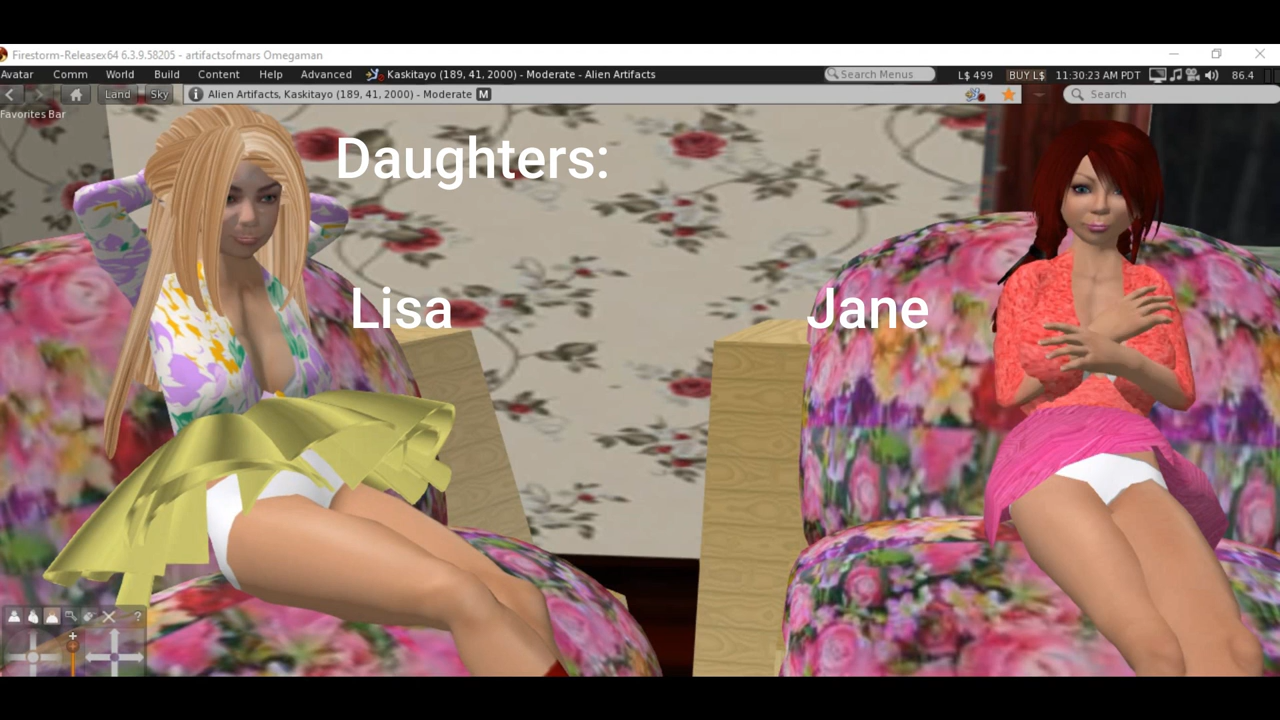 Firestorm-Releasex64 6.3.9.58205 - artifactsofmars Omegaman
Avatar Comm World Build Content Help Advanced Kaskitayo (189, 41, 2000) - Moderate - Alien Artifacts Search Menus L$ 499 BUY L$ 11:30:23 AM PDT 86.4
Land Sky Alien Artifacts, Kaskitayo (189, 41, 2000) - Moderate M Search
Favorites Bar
Daughters:
Lisa Jane